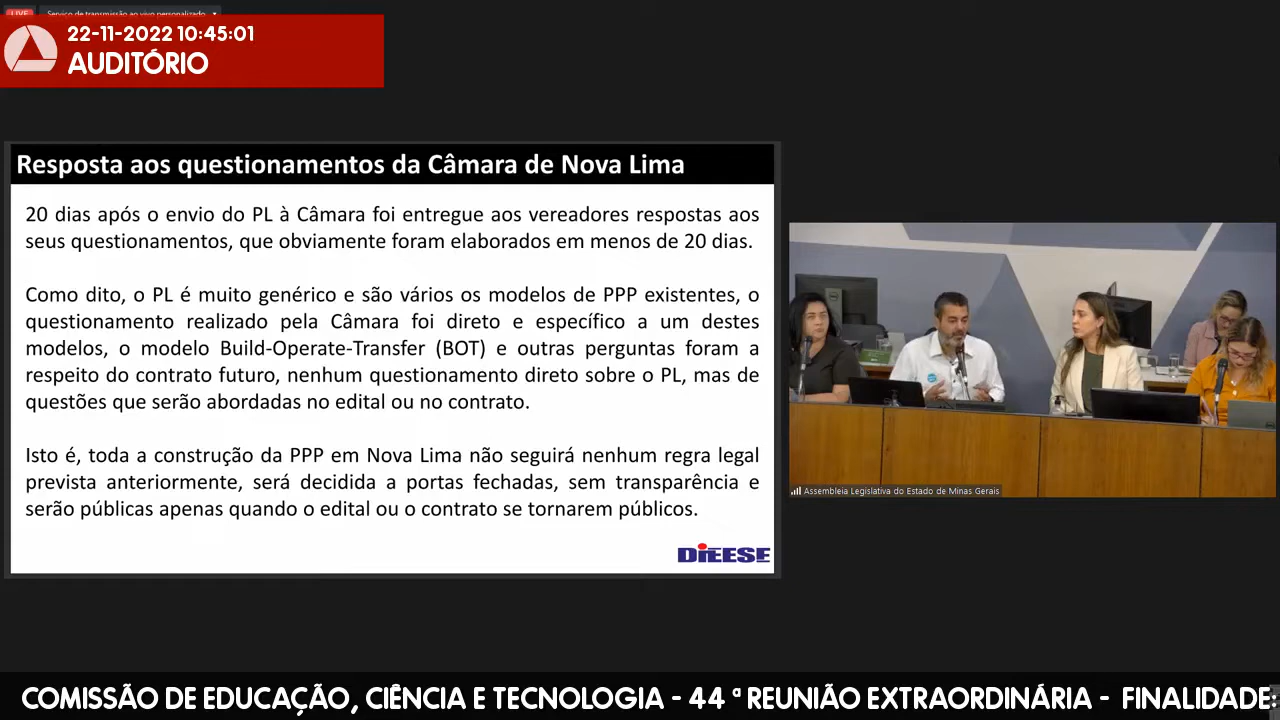 LIVE
Serviço de transmissão ao vivo personalizado
22-11-2022 10:45:01
AUDITÓRIO
Resposta aos questionamentos da Câmara de Nova Lima
20 dias após o envio do PL à Câmara foi entregue aos vereadores respostas aos
seus questionamentos, que obviamente foram elaborados em menos de 20 dias.
Como dito, o PL é muito genérico e são vários os modelos de PPP existentes, o
questionamento realizado pela Câmara foi direto e específico a um destes
modelos, o modelo Build-Operate-Transfer (BOT) e outras perguntas foram a
respeito do contrato futuro, nenhum questionamento direto sobre o PL, mas de
questões que serão abordadas no edital ou no contrato.
Isto é, toda a construção da PPP em Nova Lima não seguirá nenhum regra legal
prevista anteriormente, será decidida a portas fechadas, sem transparência e
serão públicas apenas quando o edital ou o contrato se tornarem públicos.
DIEESE
Assembleia Legislativa do Estado de Minas Gerais
COMISSÃO DE EDUCAÇÃO, CIÊNCIA E TECNOLOGIA - 44 ª REUNIÃO EXTRAORDINÁRIA - FINALIDADE: